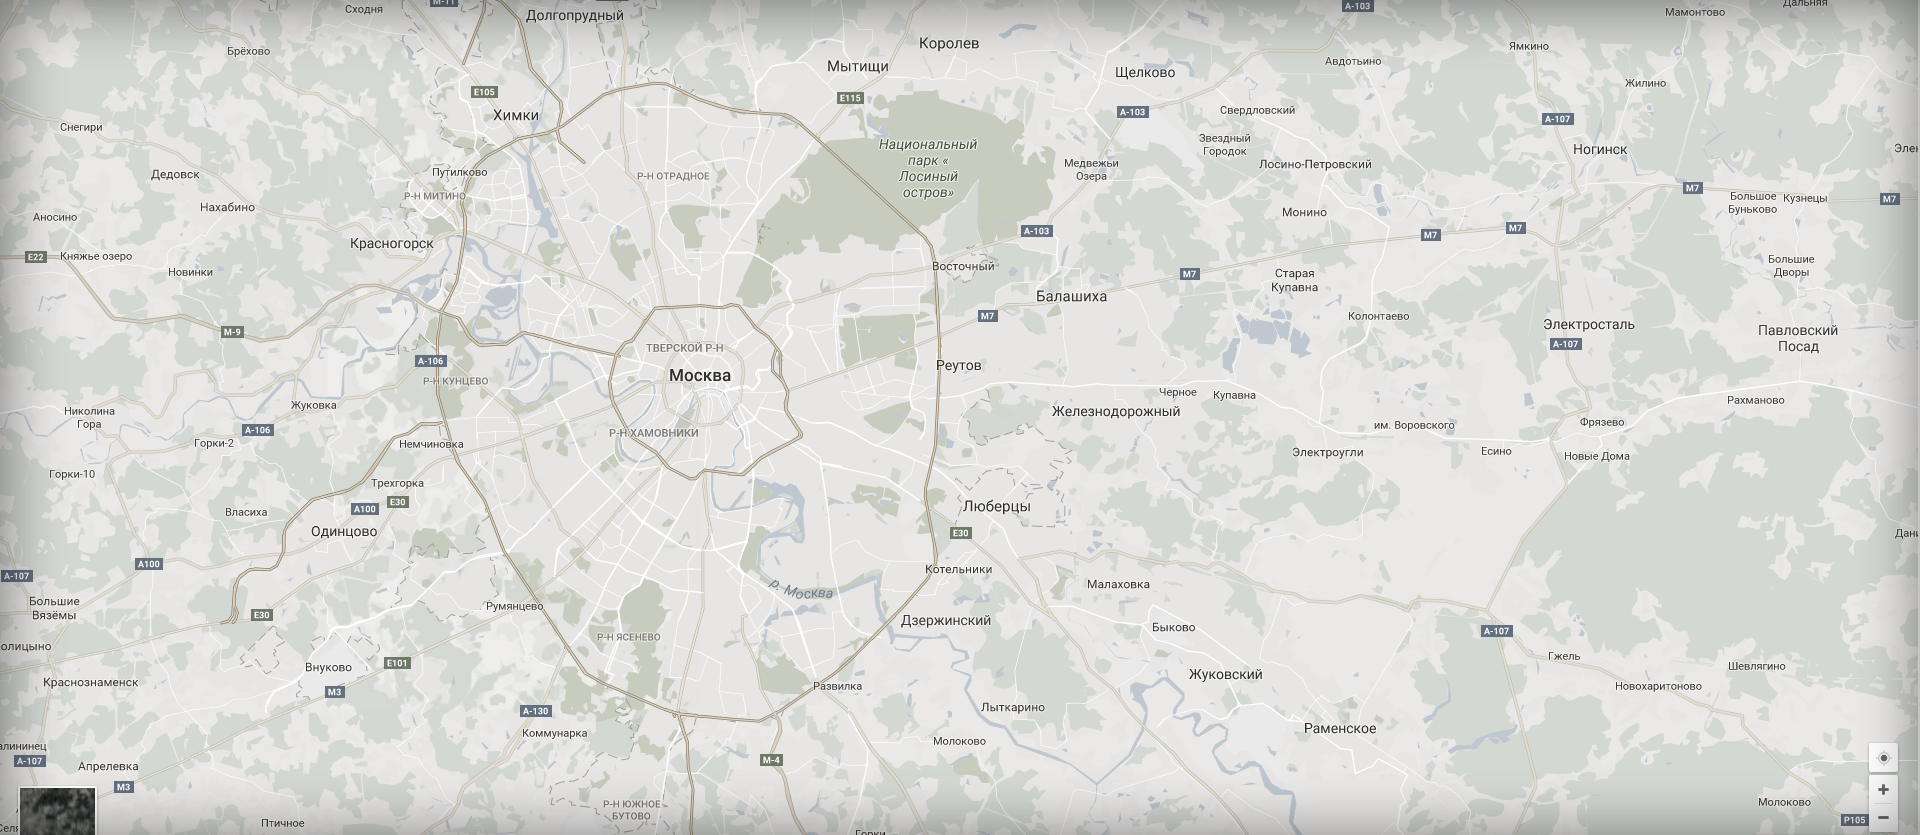 М-11
А-103
Дальняя
Сходня
Долгопрудный
Мамонтово
Брёхово
Королев
Ямкино
Мытищи
Щелково
Авдотьино
Жилино
E105
E115
Химки
А-103
Свердловский
А-107
Снегири
Национальный
парк «
Лосиный
остров»
Звездный
Городок
Ногинск
Медвежьи
Озера
Лосино-Петровский
Дедовск
Путилково
Р-Н ОТРАДНОЕ
Р-Н МИТИНО
M7
Большое
Буньково
Кузнецы
M7
Аносино
Нахабино
Монино
Красногорск
А-103
M7
M7
E22
Княжье озеро
Новинки
Восточный
M7
Старая
Купавна
Большие
Дворы
Балашиха
M7
Колонтаево
Электросталь
Павловский
Посад
М-9
ТВЕРСКОЙ Р-Н
А-107
А-106
Москва
Реутов
Р-Н КУНЦЕВО
Черное
Купавна
Рахманово
Николина
Гора
Жуковка
Железнодорожный
А-106
Р-Н ХАМОВНИКИ
им. Воровского
Фрязево
Горки-2
Немчиновка
Электроугли
Есино
Новые Дома
Горки-10
Трехгорка
E30
A100
Власиха
Люберцы
Одинцово
E30
A100
А-107
Котельники
Малаховка
р. Москва
Большие
Вязёмы
E30
Румянцево
Дзержинский
Быково
А-107
Р-Н ЯСЕНЕВО
олицыно
Внуково
E101
Гжель
Шевлягино
Краснознаменск
M3
Развилка
Жуковский
Новохаритоново
А-130
Лыткарино
Коммунарка
Молоково
Раменское
алининец
А-107
Апрелевка
М-4
M3
Р-Н ЮЖНОЕ
БУТОВО
Молоково
Птичное
P105
Горки